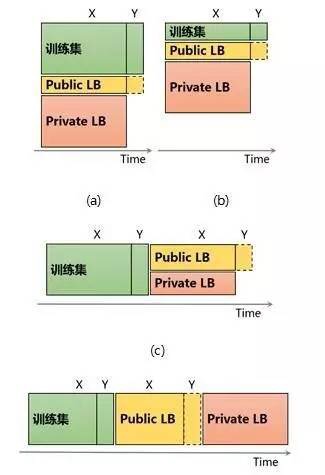 X Y X Y
训练集 训练集
Public LB Public LB
Private LB Private LB
Time Time
(a) (b)
X Y X Y
训练集 Public LB
Private LB
Time
(c)
X Y X Y
训练集 Public LB Private LB
Time